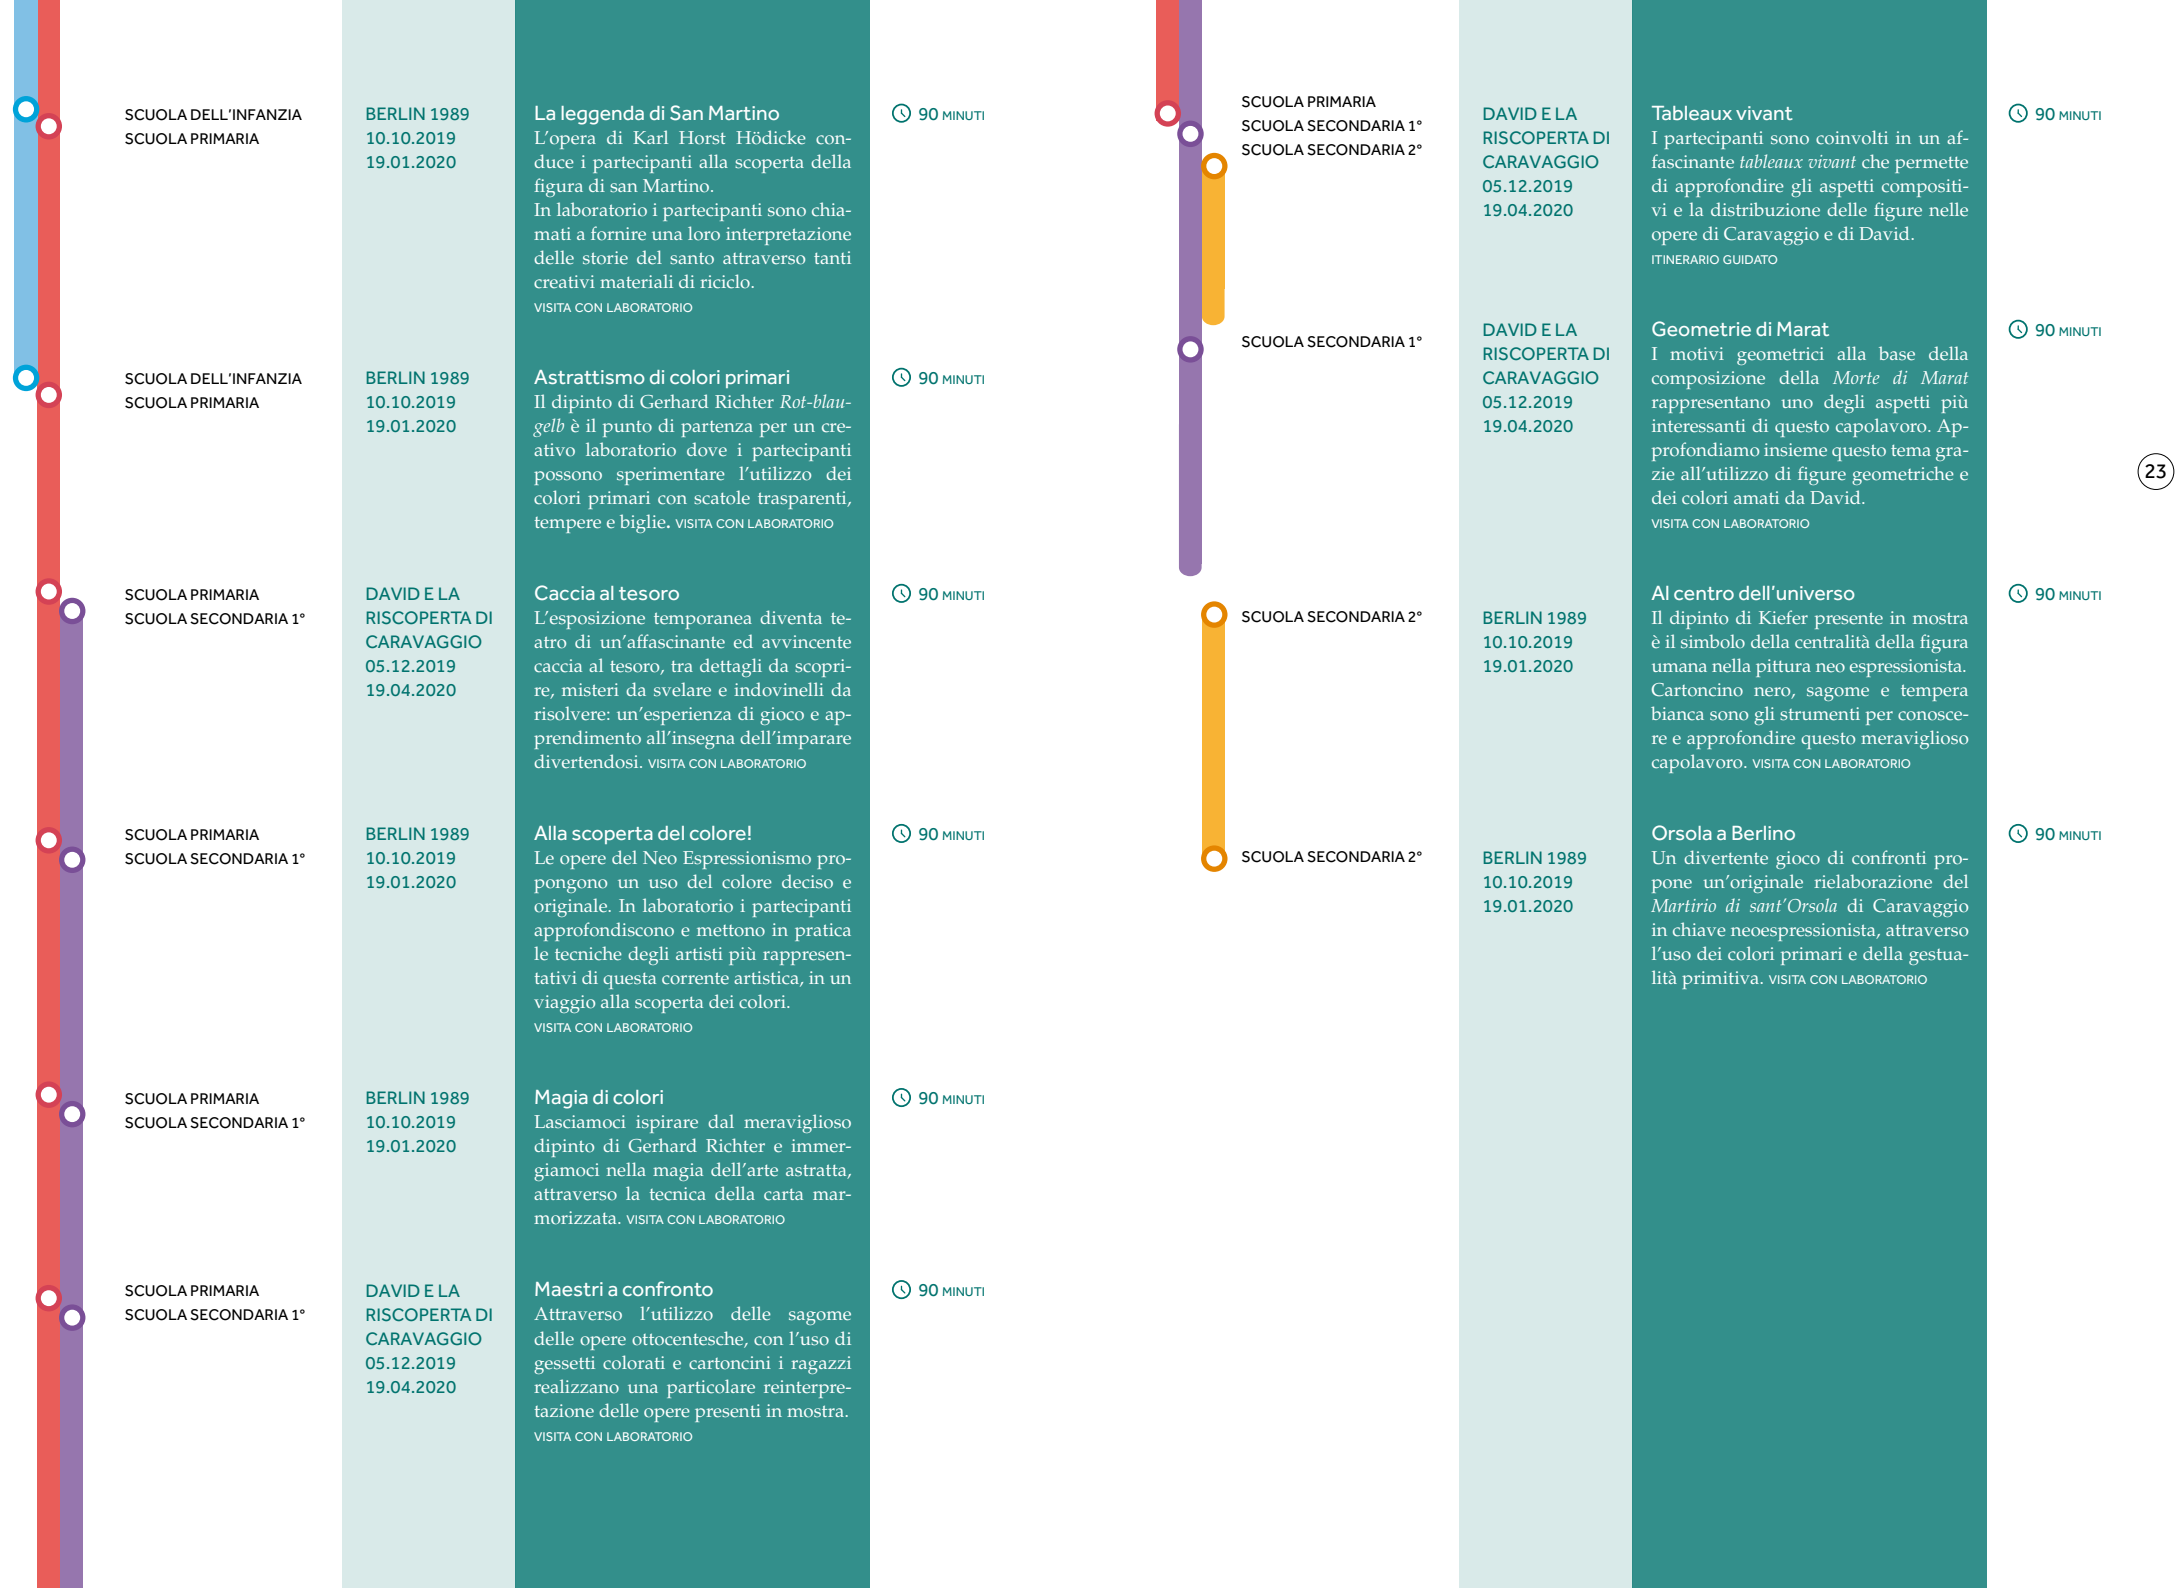 SCUOLA DELL'INFANZIA
SCUOLA PRIMARIA
BERLIN 1989
10.10.2019
19.01.2020
La leggenda di San Martino
L'opera di Karl Horst Hödicke con-
duce i partecipanti alla scoperta della
figura di san Martino.
In laboratorio i partecipanti sono chia-
mati a fornire una loro interpretazione
delle storie del santo attraverso tanti
creativi materiali di riciclo.
VISITA CON LABORATORIO
90 MINUTI
SCUOLA DELL'INFANZIA
SCUOLA PRIMARIA
BERLIN 1989
10.10.2019
19.01.2020
Astrattismo di colori primari
Il dipinto di Gerhard Richter Rot-blau-
gelb è il punto di partenza per un cre-
ativo laboratorio dove i partecipanti
possono sperimentare l'utilizzo dei
colori primari con scatole trasparenti,
tempere e biglie. VISITA CON LABORATORIO
90 MINUTI
SCUOLA PRIMARIA
SCUOLA SECONDARIA 1°
DAVID E LA
RISCOPERTA DI
CARAVAGGIO
05.12.2019
19.04.2020
Caccia al tesoro
L'esposizione temporanea diventa te-
atro di un'affascinante ed avvincente
caccia al tesoro, tra dettagli da scopri-
re, misteri da svelare e indovinelli da
risolvere: un'esperienza di gioco e ap-
prendimento all'insegna dell'imparare
divertendosi. VISITA CON LABORATORIO
90 MINUTI
SCUOLA PRIMARIA
SCUOLA SECONDARIA 1°
BERLIN 1989
10.10.2019
19.01.2020
Alla scoperta del colore!
Le opere del Neo Espressionismo pro-
pongono un uso del colore deciso e
originale. In laboratorio i partecipanti
approfondiscono e mettono in pratica
le tecniche degli artisti più rappresen-
tativi di questa corrente artistica, in un
viaggio alla scoperta dei colori.
VISITA CON LABORATORIO
90 MINUTI
SCUOLA PRIMARIA
SCUOLA SECONDARIA 1°
BERLIN 1989
10.10.2019
19.01.2020
Magia di colori
Lasciamoci ispirare dal meraviglioso
dipinto di Gerhard Richter e immer-
giamoci nella magia dell'arte astratta,
attraverso la tecnica della carta mar-
morizzata. VISITA CON LABORATORIO
90 MINUTI
SCUOLA PRIMARIA
SCUOLA SECONDARIA 1°
DAVID E LA
RISCOPERTA DI
CARAVAGGIO
05.12.2019
19.04.2020
Maestri a confronto
Attraverso l'utilizzo delle sagome
delle opere ottocentesche, con l'uso di
gessetti colorati e cartoncini i ragazzi
realizzano una particolare reinterpre-
tazione delle opere presenti in mostra.
VISITA CON LABORATORIO
90 MINUTI
SCUOLA PRIMARIA
SCUOLA SECONDARIA 1°
SCUOLA SECONDARIA 2°
DAVID E LA
RISCOPERTA DI
CARAVAGGIO
05.12.2019
19.04.2020
Tableaux vivant
I partecipanti sono coinvolti in un af-
fascinante tableaux vivant che permette
di approfondire gli aspetti compositi-
vi e la distribuzione delle figure nelle
opere di Caravaggio e di David.
ITINERARIO GUIDATO
90 MINUTI
SCUOLA SECONDARIA 1°
DAVID E LA
RISCOPERTA DI
CARAVAGGIO
05.12.2019
19.04.2020
Geometrie di Marat
I motivi geometrici alla base della
composizione della Morte di Marat
rappresentano uno degli aspetti più
interessanti di questo capolavoro. Ap-
profondiamo insieme questo tema gra-
zie all'utilizzo di figure geometriche e
dei colori amati da David.
VISITA CON LABORATORIO
90 MINUTI
23
SCUOLA SECONDARIA 2°
BERLIN 1989
10.10.2019
19.01.2020
Al centro dell'universo
Il dipinto di Kiefer presente in mostra
è il simbolo della centralità della figura
umana nella pittura neo espressionista.
Cartoncino nero, sagome e tempera
bianca sono gli strumenti per conosce-
re e approfondire questo meraviglioso
capolavoro. VISITA CON LABORATORIO
90 MINUTI
SCUOLA SECONDARIA 2°
BERLIN 1989
10.10.2019
19.01.2020
Orsola a Berlino
Un divertente gioco di confronti pro-
pone un'originale rielaborazione del
Martirio di sant'Orsola di Caravaggio
in chiave neoespressionista, attraverso
l'uso dei colori primari e della gestua-
lità primitiva. VISITA CON LABORATORIO
90 MINUTI